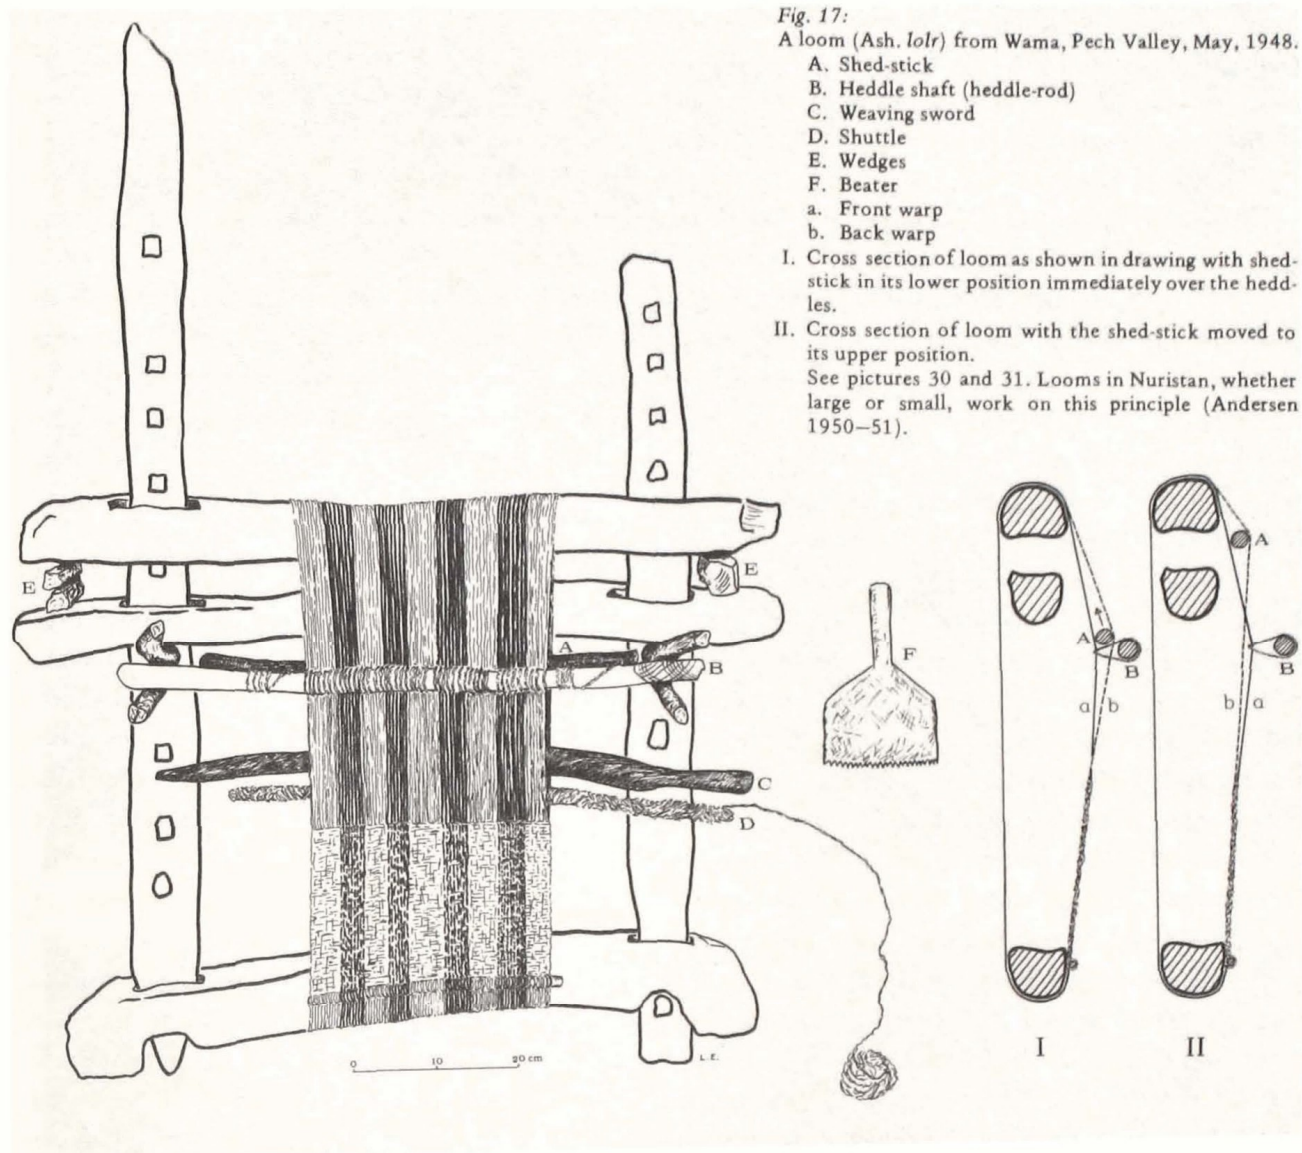 Fig. 17:
A loom (Ash. lolr) from Wama, Pech Valley, May, 1948.
A. Shed-stick
B. Heddle shaft (heddle-rod)
C. Weaving sword
D. Shuttle
E. Wedges
F. Beater
a. Front warp
b. Back warp
I. Cross section of loom as shown in drawing with shed-
stick in its lower position immediately over the hedd-
les.
II. Cross section of loom with the shed-stick moved to
its upper position.
See pictures 30 and 31. Looms in Nuristan, whether
large or small, work on this principle (Andersen
1950–51).
E
E
A
B
C
D
F
A
B
a b
A
B
b a
I
II
0 10 20 cm
L.E.